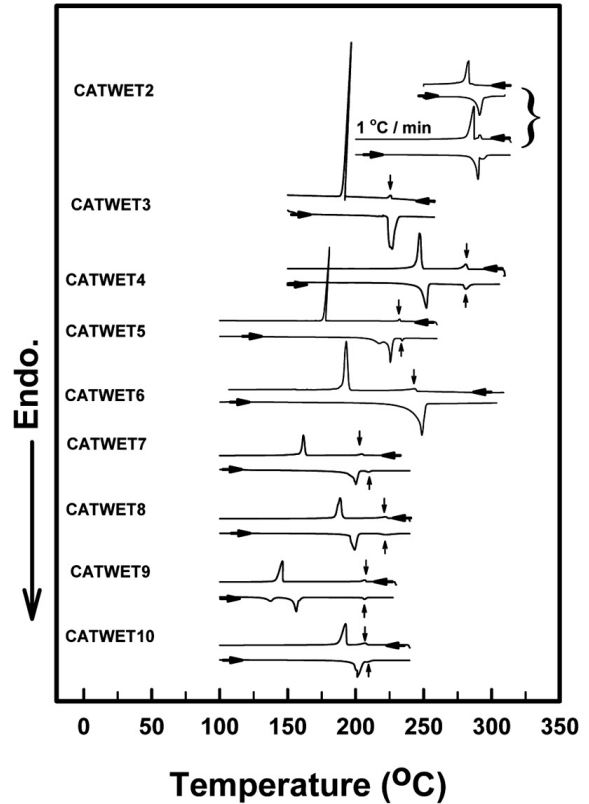 CATWET2
1 °C / min
CATWET3
CATWET4
CATWET5
CATWET6
CATWET7
CATWET8
CATWET9
CATWET10
Endo.
0 50 100 150 200 250 300 350
Temperature (°C)